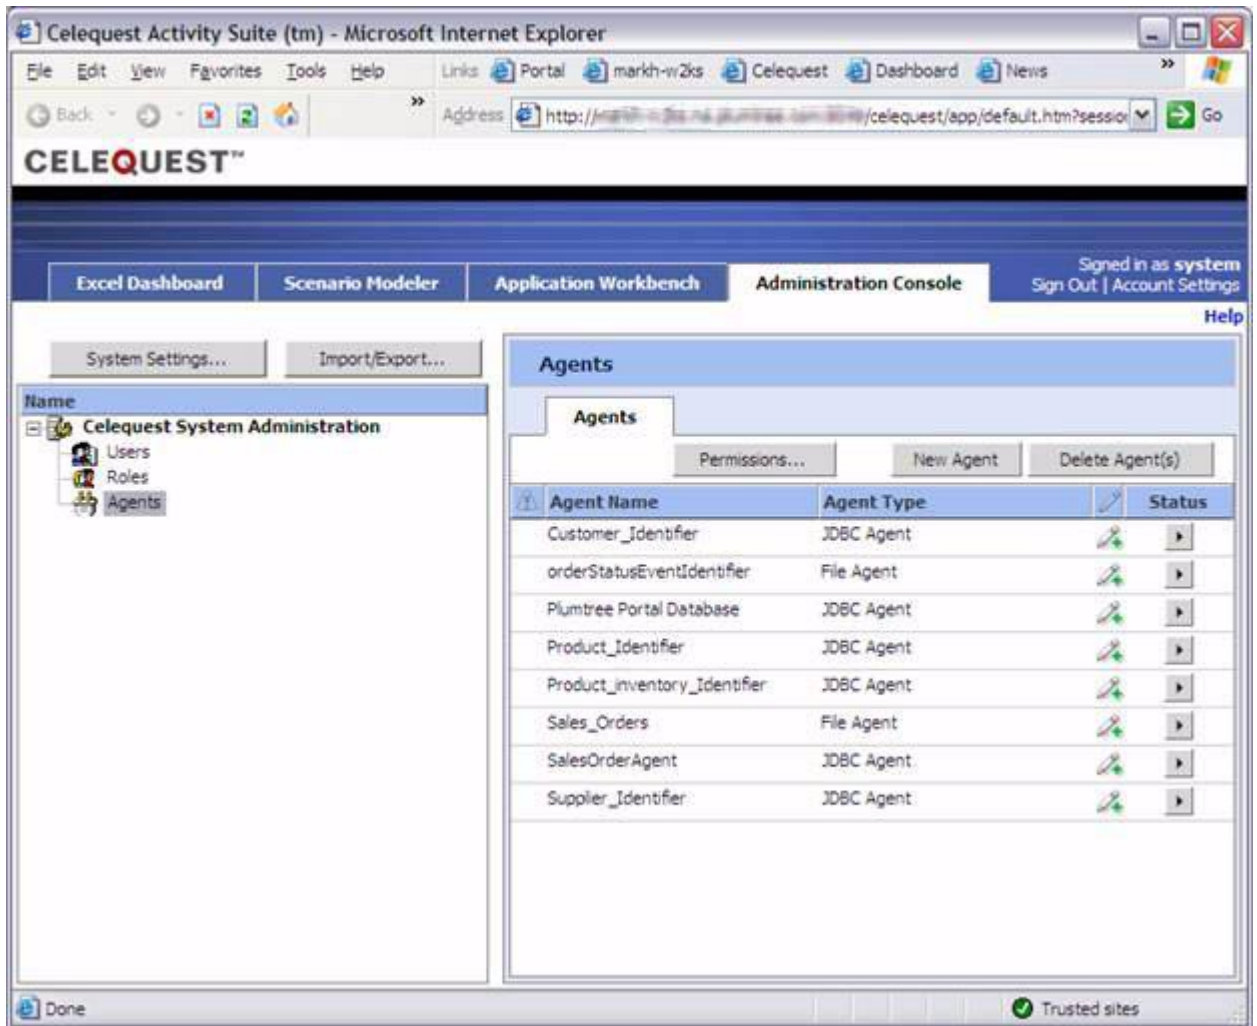 Celequest Activity Suite (tm) - Microsoft Internet Explorer
File Edit View Favorites Tools Help Links Portal markh-w2ks Celequest Dashboard News »
Back » Address http:// /celequest/app/default.htm?sessior Go
CELEQUEST™
Excel Dashboard Scenario Modeler Application Workbench Administration Console
Signed in as system
Sign Out | Account Settings
Help
System Settings... Import/Export...
Name
Celequest System Administration
Users
Roles
Agents
Agents
Agents
Permissions... New Agent Delete Agent(s)
Agent Name Agent Type Status
Customer_Identifier JDBC Agent
orderStatusEventIdentifier File Agent
Plumtree Portal Database JDBC Agent
Product_Identifier JDBC Agent
Product_inventory_Identifier JDBC Agent
Sales_Orders File Agent
SalesOrderAgent JDBC Agent
Supplier_Identifier JDBC Agent
Done Trusted sites